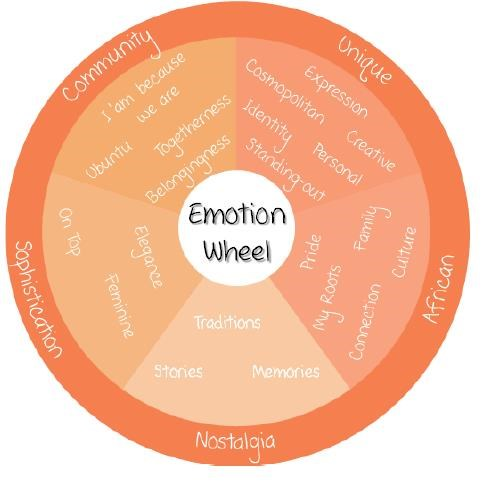 Emotion
Wheel
Community
I 'am because
we are
Ubuntu
Togetherness
Belongingness
Unique
Cosmopolitan
Expression
Identity
Creative
Standing-out
Personal
African
Pride
Family
Culture
My Roots
Connection
Nostalgia
Traditions
Stories
Memories
Sophistication
On Top
Elegance
Feminine